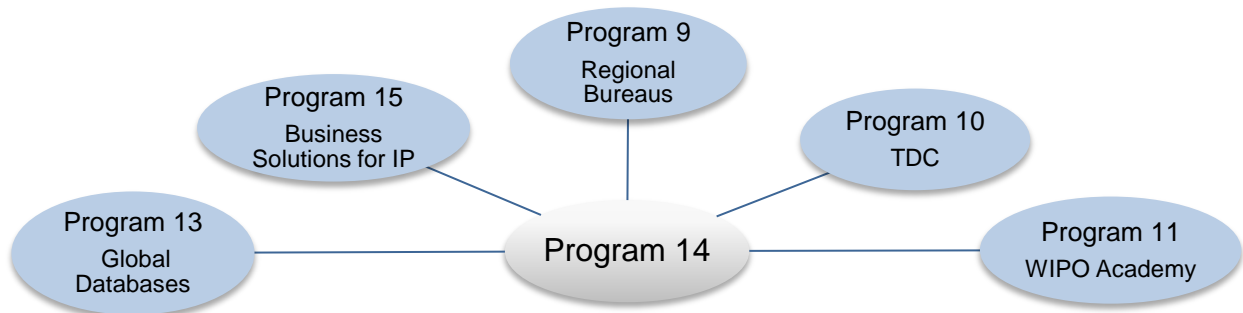 Program 9
Regional
Bureaus
Program 15
Business
Solutions for IP
Program 10
TDC
Program 13
Global
Databases
Program 14
Program 11
WIPO Academy